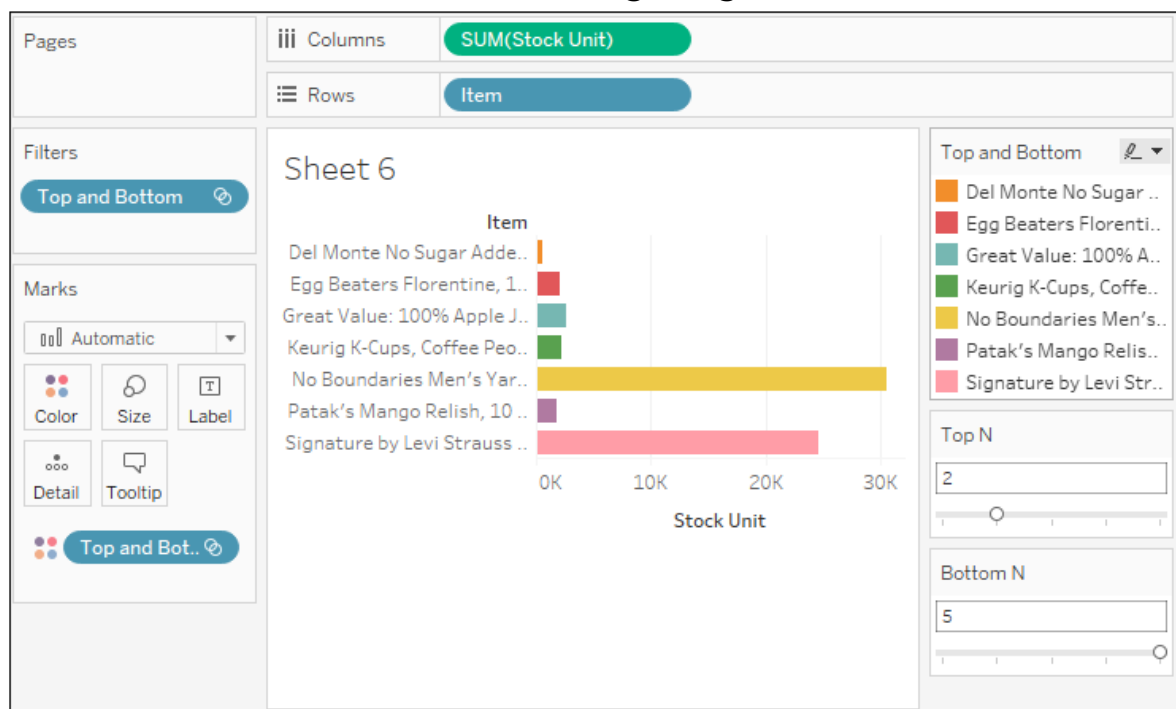 Pages
Columns
SUM(Stock Unit)
Rows
Item
Filters
Top and Bottom
Marks
Automatic
Color
Size
T
Label
Detail
Tooltip
Top and Bot..
Sheet 6
Item
Del Monte No Sugar Adde..
Egg Beaters Florentine, 1..
Great Value: 100% Apple J..
Keurig K-Cups, Coffee Peo..
No Boundaries Men's Yar..
Patak's Mango Relish, 10 ..
Signature by Levi Strauss ..
0K 10K 20K 30K
Stock Unit
Top and Bottom
Del Monte No Sugar ..
Egg Beaters Florenti..
Great Value: 100% A..
Keurig K-Cups, Coffe..
No Boundaries Men's..
Patak's Mango Relis..
Signature by Levi Str..
Top N
2
Bottom N
5